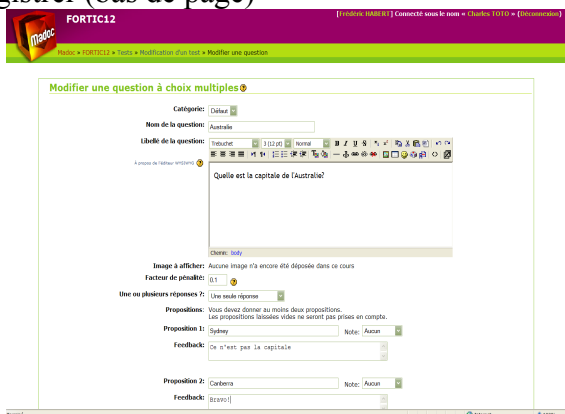 gistrer (bas de page)
FORTIC12
[Frédéric HABERT] Connecté sous le nom « Charles TOTO » (Déconnexion)
Madoc
Madoc » FORTIC12 » Tests » Modification d'un test » Modifier une question
Modifier une question à choix multiples
Catégorie: Défaut
Nom de la question: Australie
Libellé de la question: Trebuchet 3 (12 pt) Normal
À propos de l'éditeur WYSIWYG
Quelle est la capitale de l'Australie?
Chemin: body
Image à afficher: Aucune image n'a encore été déposée dans ce cours
Facteur de pénalité: 0.1
Une ou plusieurs réponses ?: Une seule réponse
Propositions: Vous devez donner au moins deux propositions.
Les propositions laissées vides ne seront pas prises en compte.
Proposition 1: Sydney Note: Aucun
Feedback: Ce n'est pas la capitale
Proposition 2: Canberra Note: Aucun
Feedback: Bravo!